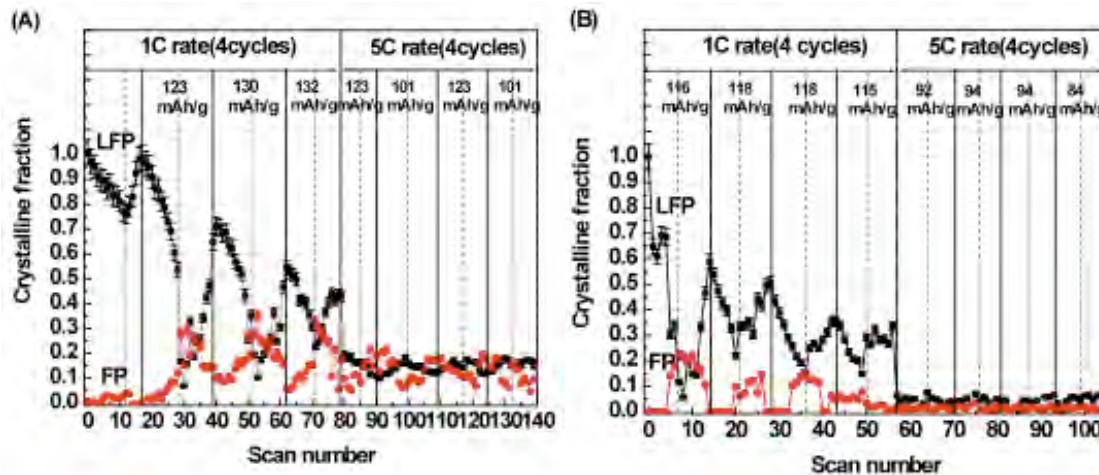 (A)
1C rate(4cycles) 5C rate(4cycles)
123 130 132 123 101 123 101
mAh/g mAh/g mAh/g mAh/g mAh/g mAh/g mAh/g
LFP
FP
Crystalline fraction
1.0
0.9
0.8
0.7
0.6
0.5
0.4
0.3
0.2
0.1
0.0
0 10 20 30 40 50 60 70 80 90 100 110 120 130 140
Scan number
(B)
1C rate(4 cycles) 5C rate(4cycles)
116 118 118 115 92 94 94 84
mAh/g mAh/g mAh/g mAh/g mAh/g mAh/g mAh/g mAh/g
LFP
FP
Crystalline fraction
1.0
0.9
0.8
0.7
0.6
0.5
0.4
0.3
0.2
0.1
0.0
0 10 20 30 40 50 60 70 80 90 100
Scan number